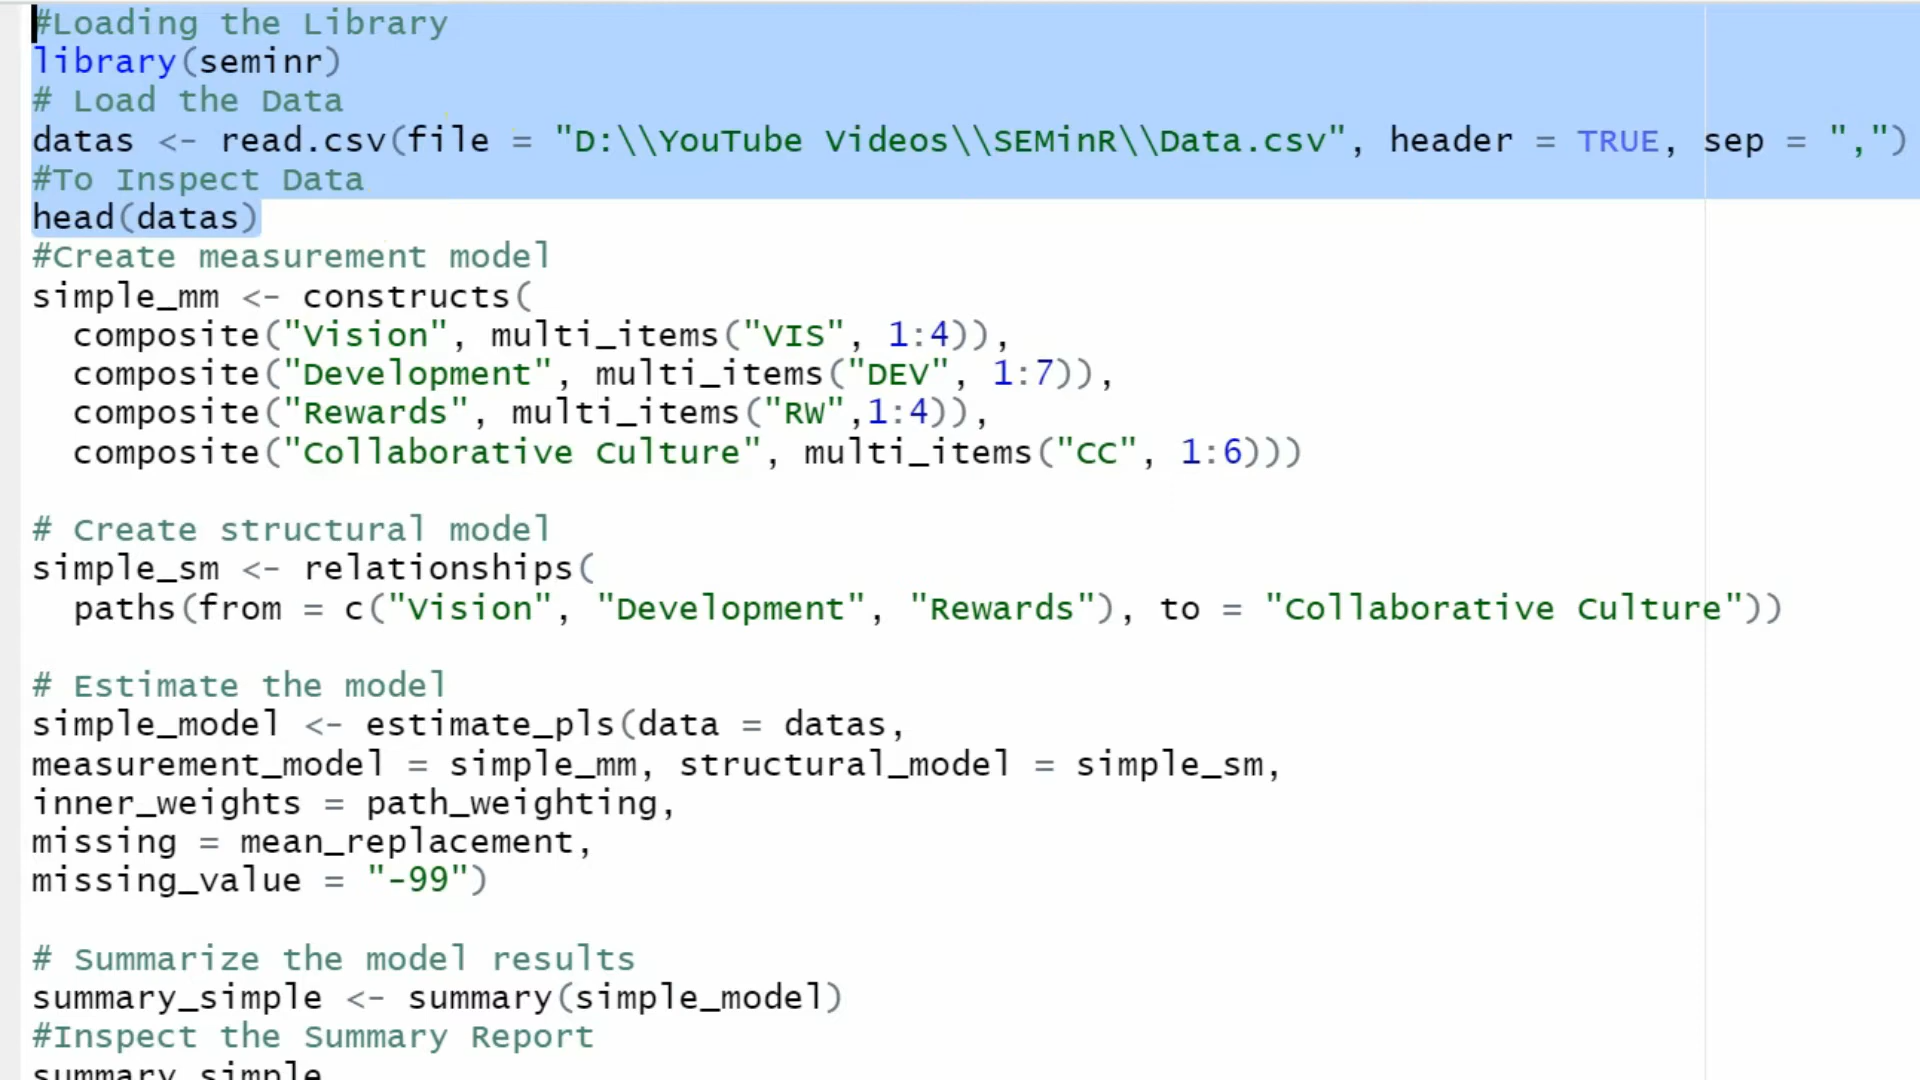 #Loading the Library
library(seminr)
# Load the Data
datas <- read.csv(file = "D:\\YouTube Videos\\SEMinR\\Data.csv", header = TRUE, sep = ",")
#To Inspect Data
head(datas)
#Create measurement model
simple_mm <- constructs(
  composite("Vision", multi_items("VIS", 1:4)),
  composite("Development", multi_items("DEV", 1:7)),
  composite("Rewards", multi_items("RW",1:4)),
  composite("Collaborative Culture", multi_items("CC", 1:6)))
# Create structural model
simple_sm <- relationships(
  paths(from = c("Vision", "Development", "Rewards"), to = "Collaborative Culture"))
# Estimate the model
simple_model <- estimate_pls(data = datas,
measurement_model = simple_mm, structural_model = simple_sm,
inner_weights = path_weighting,
missing = mean_replacement,
missing_value = "-99")
# Summarize the model results
summary_simple <- summary(simple_model)
#Inspect the Summary Report
summary_simple